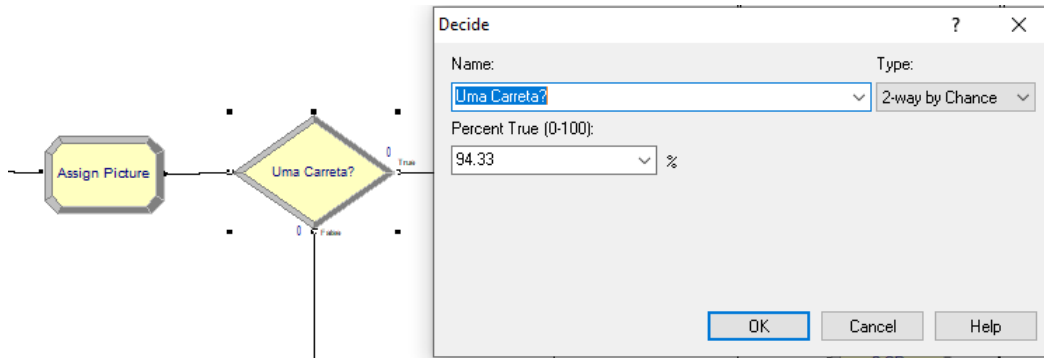 Decide
?
Name:
Type:
Uma Carreta?
2-way by Chance
Percent True (0-100):
94.33
%
Assign Picture
Uma Carreta?
0
True
0
False
OK
Cancel
Help